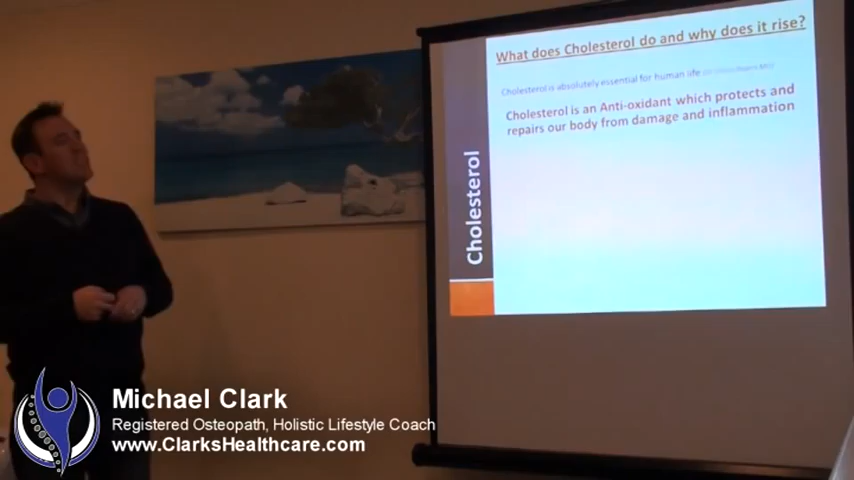 What does Cholesterol do and why does it rise?
Cholesterol is absolutely essential for human life
Cholesterol is an Anti-oxidant which protects and
repairs our body from damage and inflammation
Cholesterol
Michael Clark
Registered Osteopath, Holistic Lifestyle Coach
www.ClarksHealthcare.com